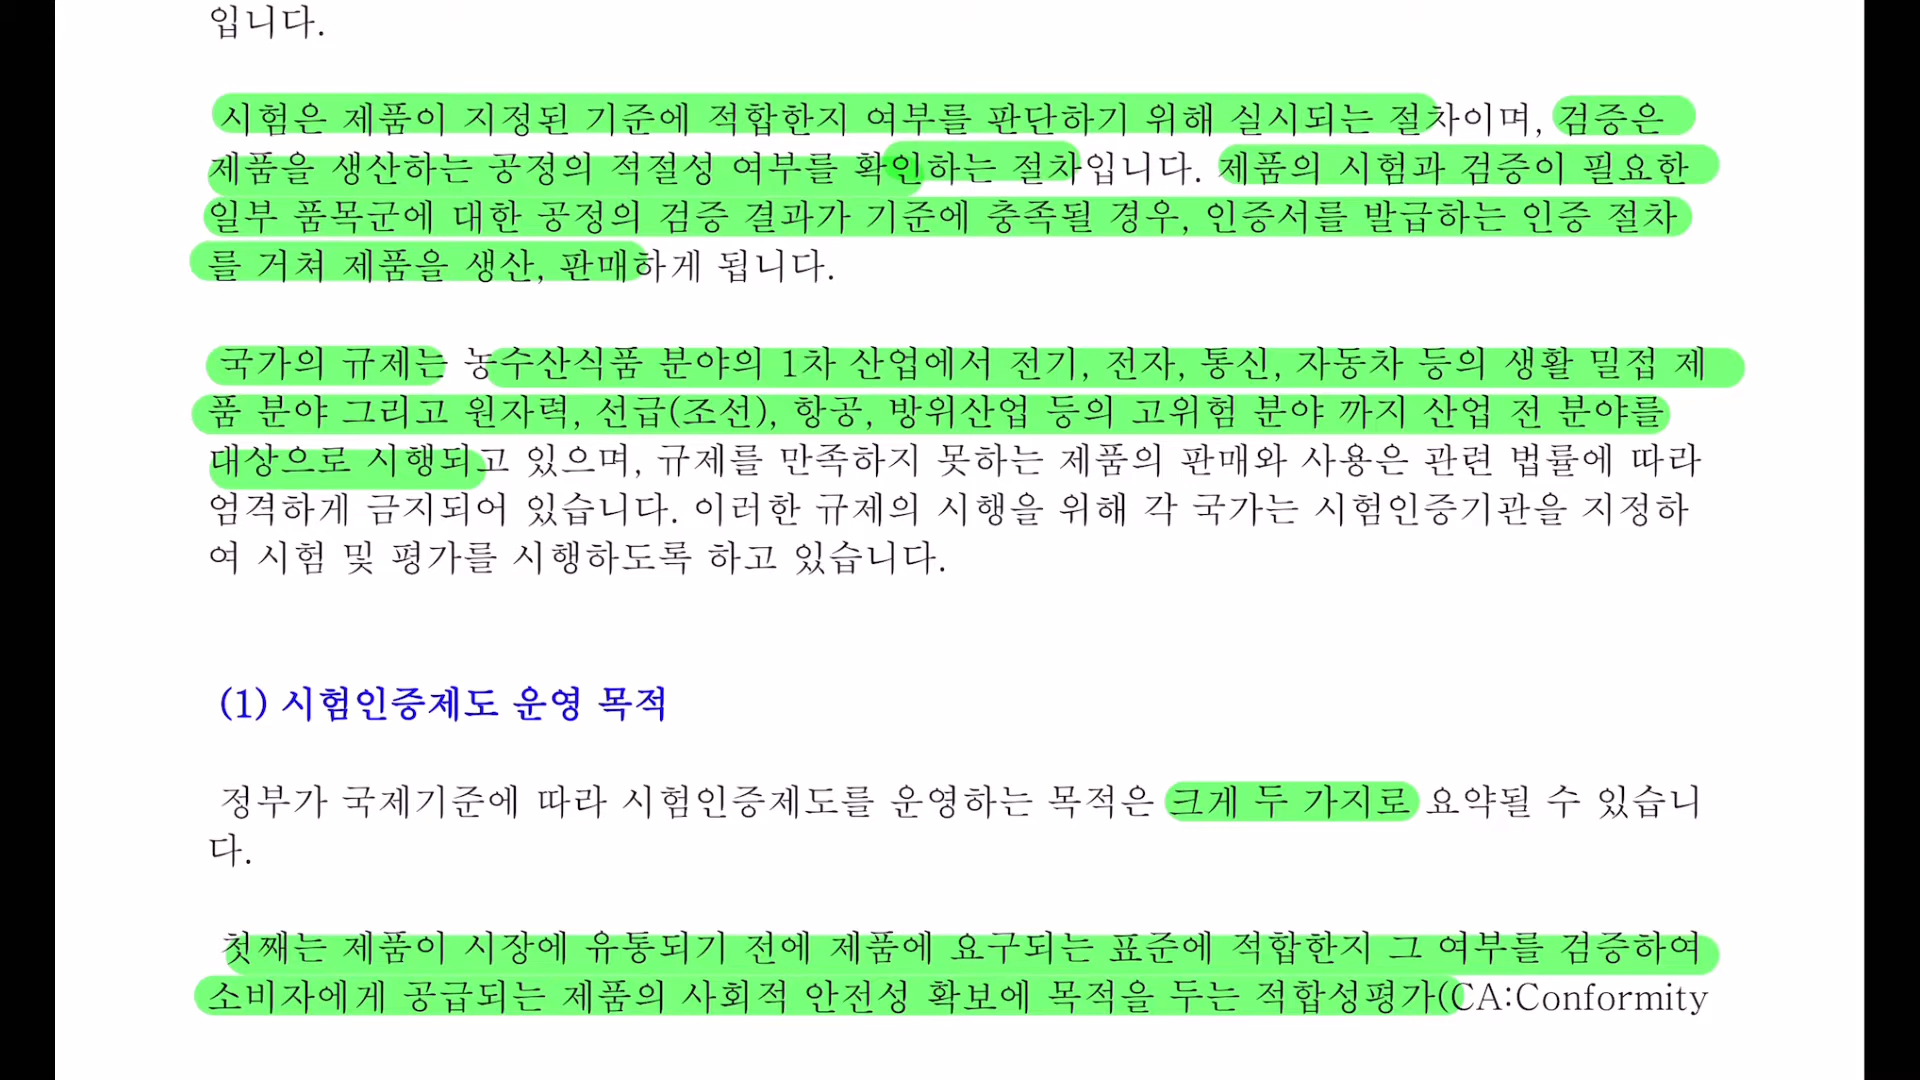 입니다.
시험은 제품이 지정된 기준에 적합한지 여부를 판단하기 위해 실시되는 절차이며, 검증은
제품을 생산하는 공정의 적절성 여부를 확인하는 절차입니다. 제품의 시험과 검증이 필요한
일부 품목군에 대한 공정의 검증 결과가 기준에 충족될 경우, 인증서를 발급하는 인증 절차
를 거쳐 제품을 생산, 판매하게 됩니다.
국가의 규제는 농수산식품 분야의 1차 산업에서 전기, 전자, 통신, 자동차 등의 생활 밀접 제
품 분야 그리고 원자력, 선급(조선), 항공, 방위산업 등의 고위험 분야 까지 산업 전 분야를
대상으로 시행되고 있으며, 규제를 만족하지 못하는 제품의 판매와 사용은 관련 법률에 따라
엄격하게 금지되어 있습니다. 이러한 규제의 시행을 위해 각 국가는 시험인증기관을 지정하
여 시험 및 평가를 시행하도록 하고 있습니다.
(1) 시험인증제도 운영 목적
정부가 국제기준에 따라 시험인증제도를 운영하는 목적은 크게 두 가지로 요약될 수 있습니
다.
첫째는 제품이 시장에 유통되기 전에 제품에 요구되는 표준에 적합한지 그 여부를 검증하여
소비자에게 공급되는 제품의 사회적 안전성 확보에 목적을 두는 적합성평가(CA:Conformity